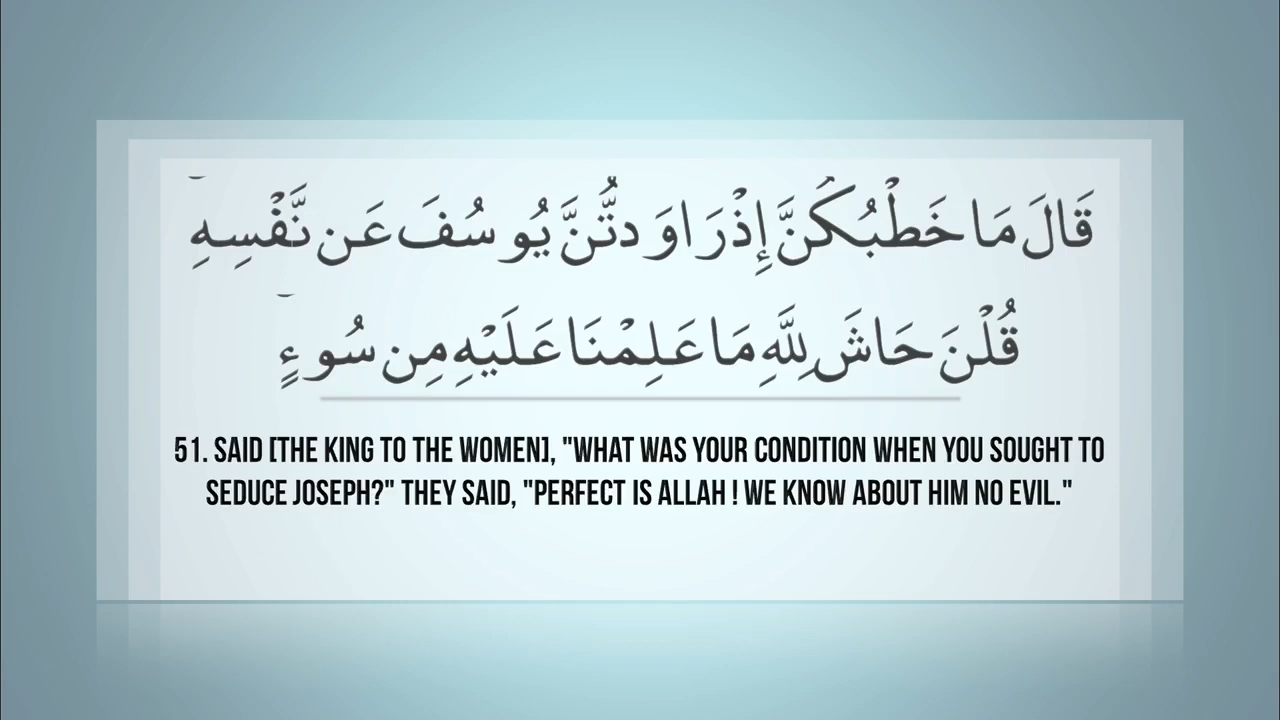 قَالَ مَا خَطْبُكُنَّ إِذْ رَاوَدتُّنَّ يُوسُفَ عَن نَّفْسِهِۚ
قُلْنَ حَاشَ لِلَّهِ مَا عَلِمْنَا عَلَيْهِ مِن سُوءٍۚ
51. SAID [THE KING TO THE WOMEN], "WHAT WAS YOUR CONDITION WHEN YOU SOUGHT TO
SEDUCE JOSEPH?" THEY SAID, "PERFECT IS ALLAH ! WE KNOW ABOUT HIM NO EVIL."